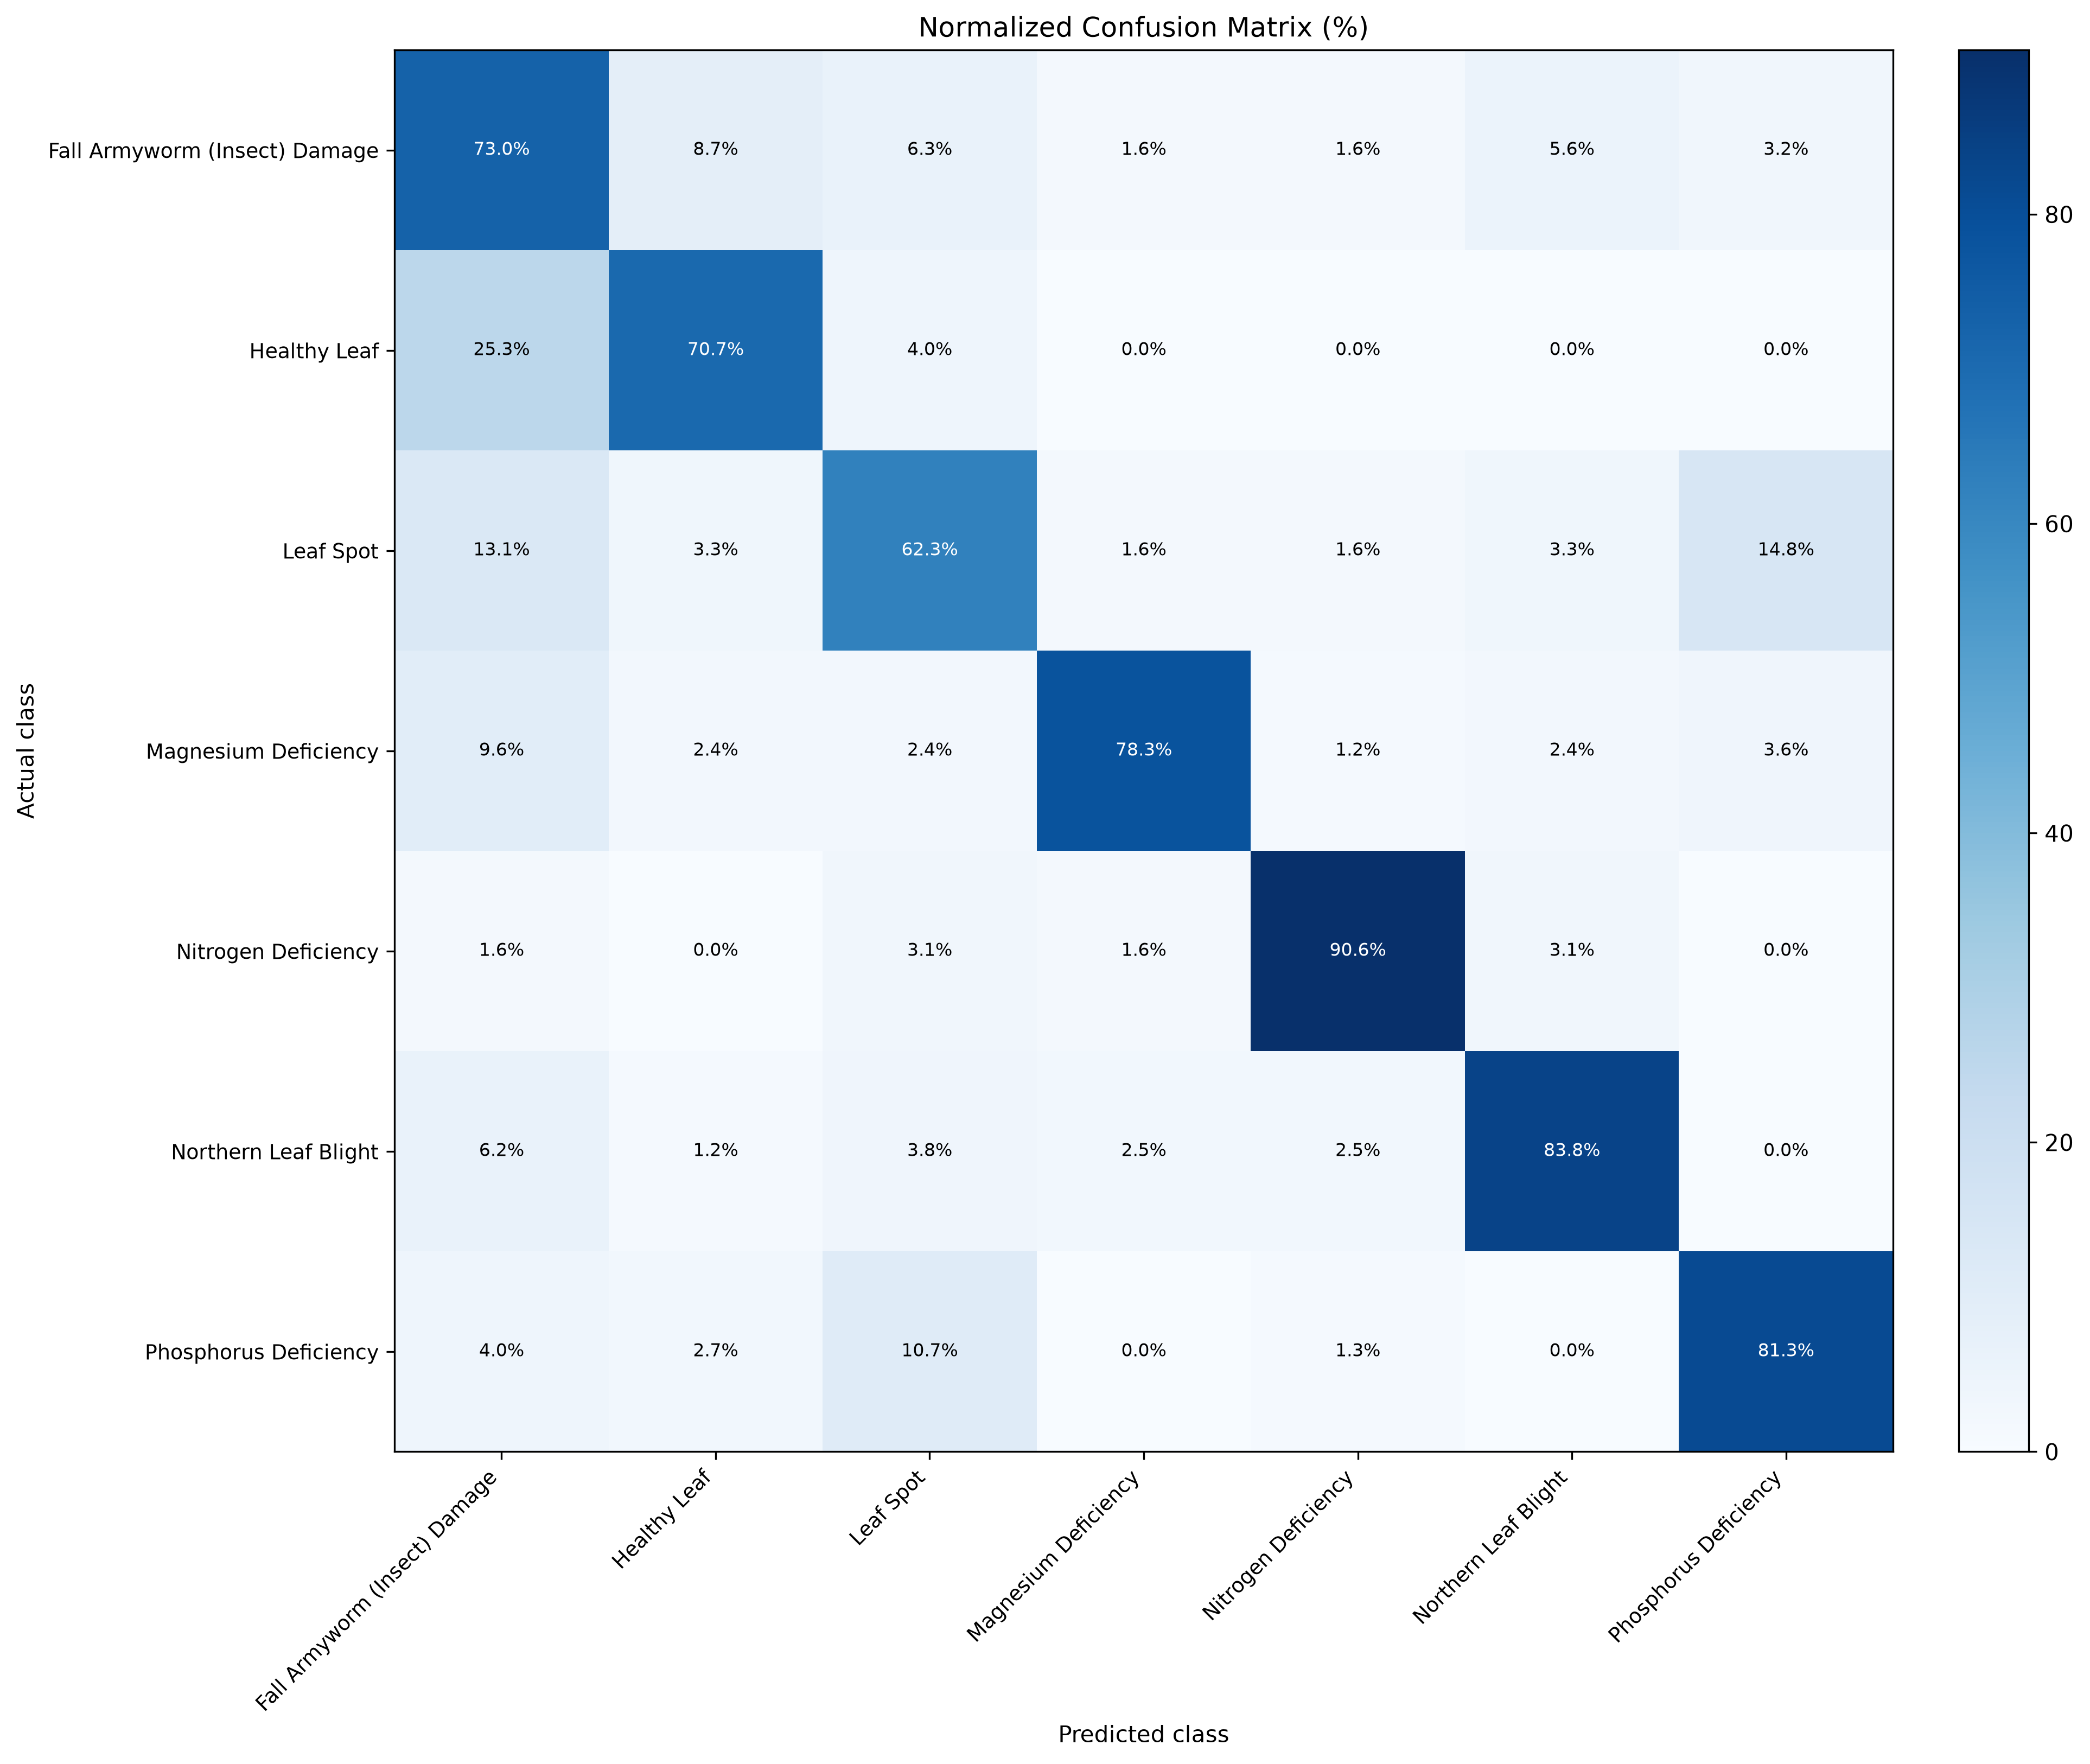 Normalized Confusion Matrix (%)
Fall Armyworm (Insect) Damage 73.0% 8.7% 6.3% 1.6% 1.6% 5.6% 3.2%
Healthy Leaf 25.3% 70.7% 4.0% 0.0% 0.0% 0.0% 0.0%
Leaf Spot 13.1% 3.3% 62.3% 1.6% 1.6% 3.3% 14.8%
Magnesium Deficiency 9.6% 2.4% 2.4% 78.3% 1.2% 2.4% 3.6%
Nitrogen Deficiency 1.6% 0.0% 3.1% 1.6% 90.6% 3.1% 0.0%
Northern Leaf Blight 6.2% 1.2% 3.8% 2.5% 2.5% 83.8% 0.0%
Phosphorus Deficiency 4.0% 2.7% 10.7% 0.0% 1.3% 0.0% 81.3%
Actual class
Fall Armyworm (Insect) Damage
Healthy Leaf
Leaf Spot
Magnesium Deficiency
Nitrogen Deficiency
Northern Leaf Blight
Phosphorus Deficiency
Predicted class
80
60
40
20
0